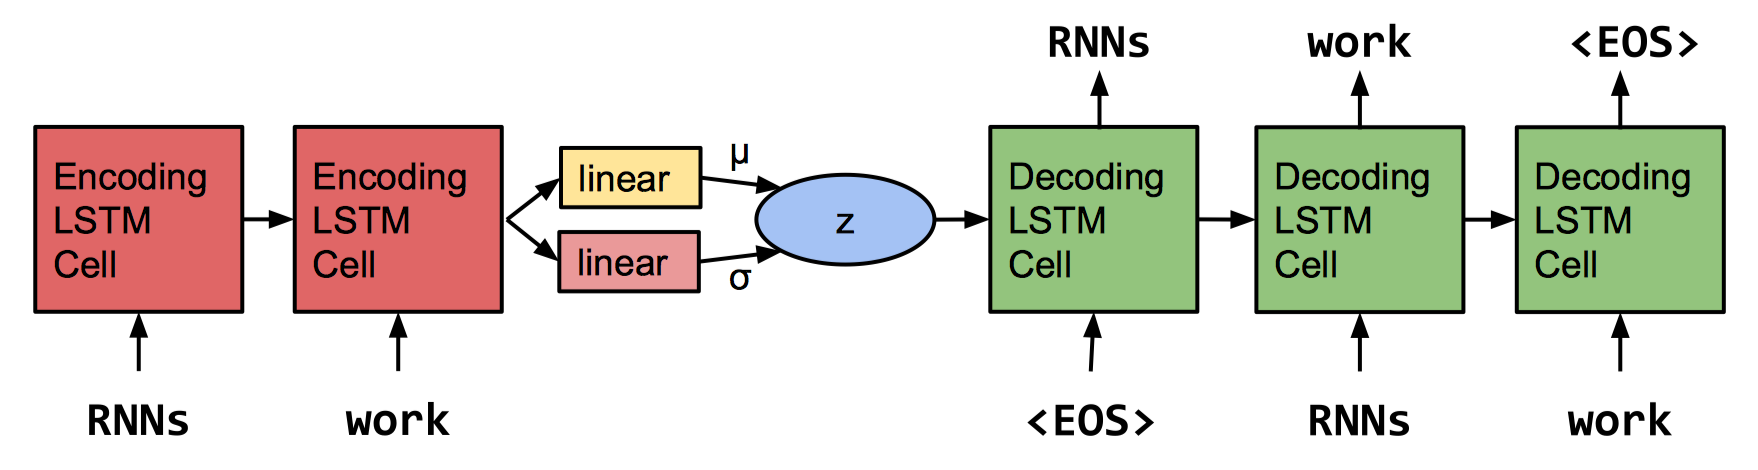 RNNs work <EOS>
Encoding
LSTM
Cell
Encoding
LSTM
Cell
linear
μ
linear
σ
z
Decoding
LSTM
Cell
Decoding
LSTM
Cell
Decoding
LSTM
Cell
RNNs work <EOS> RNNs work